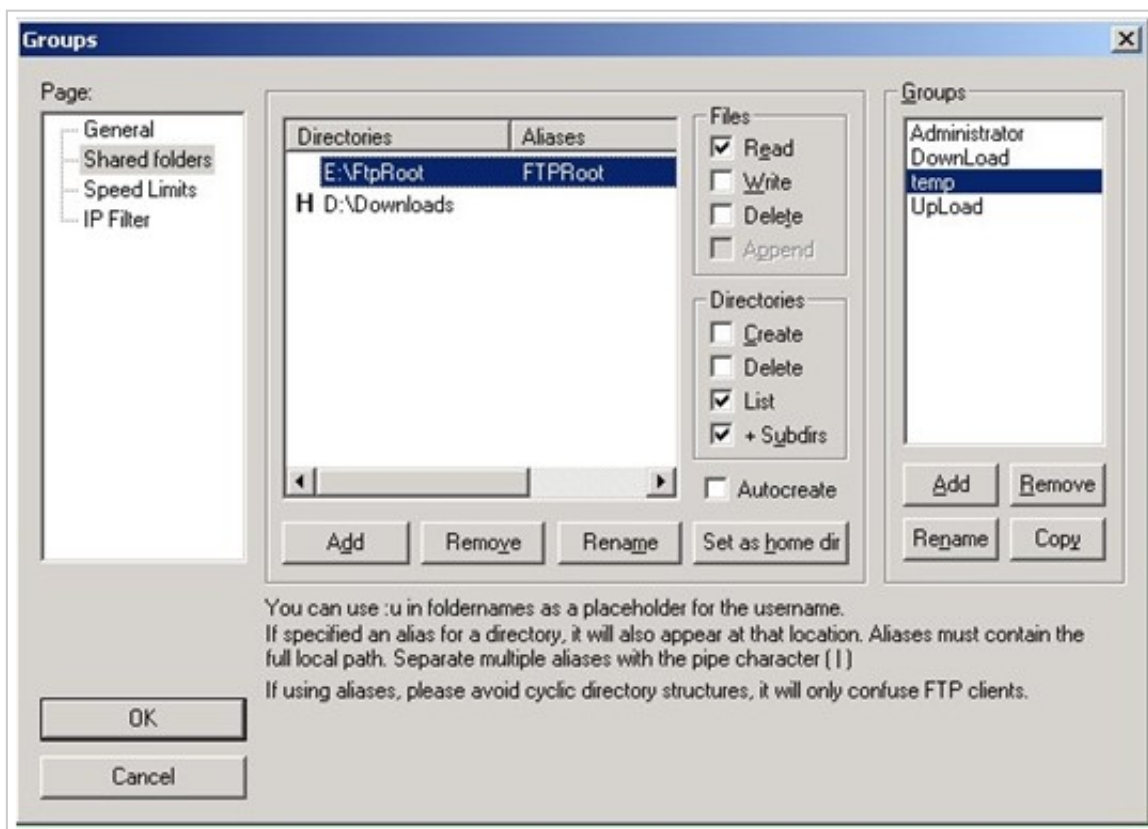 Groups
Page:
General
Shared folders
Speed Limits
IP Filter
Directories Aliases
E:\FtpRoot FTPRoot
H D:\Downloads
Files
Read
Write
Delete
Append
Directories
Create
Delete
List
+ Subdirs
Autocreate
Add Remove Rename Set as home dir
Groups
Administrator
DownLoad
temp
UpLoad
Add Remove
Rename Copy
You can use :u in foldernames as a placeholder for the username.
If specified an alias for a directory, it will also appear at that location. Aliases must contain the
full local path. Separate multiple aliases with the pipe character ( | )
If using aliases, please avoid cyclic directory structures, it will only confuse FTP clients.
OK
Cancel